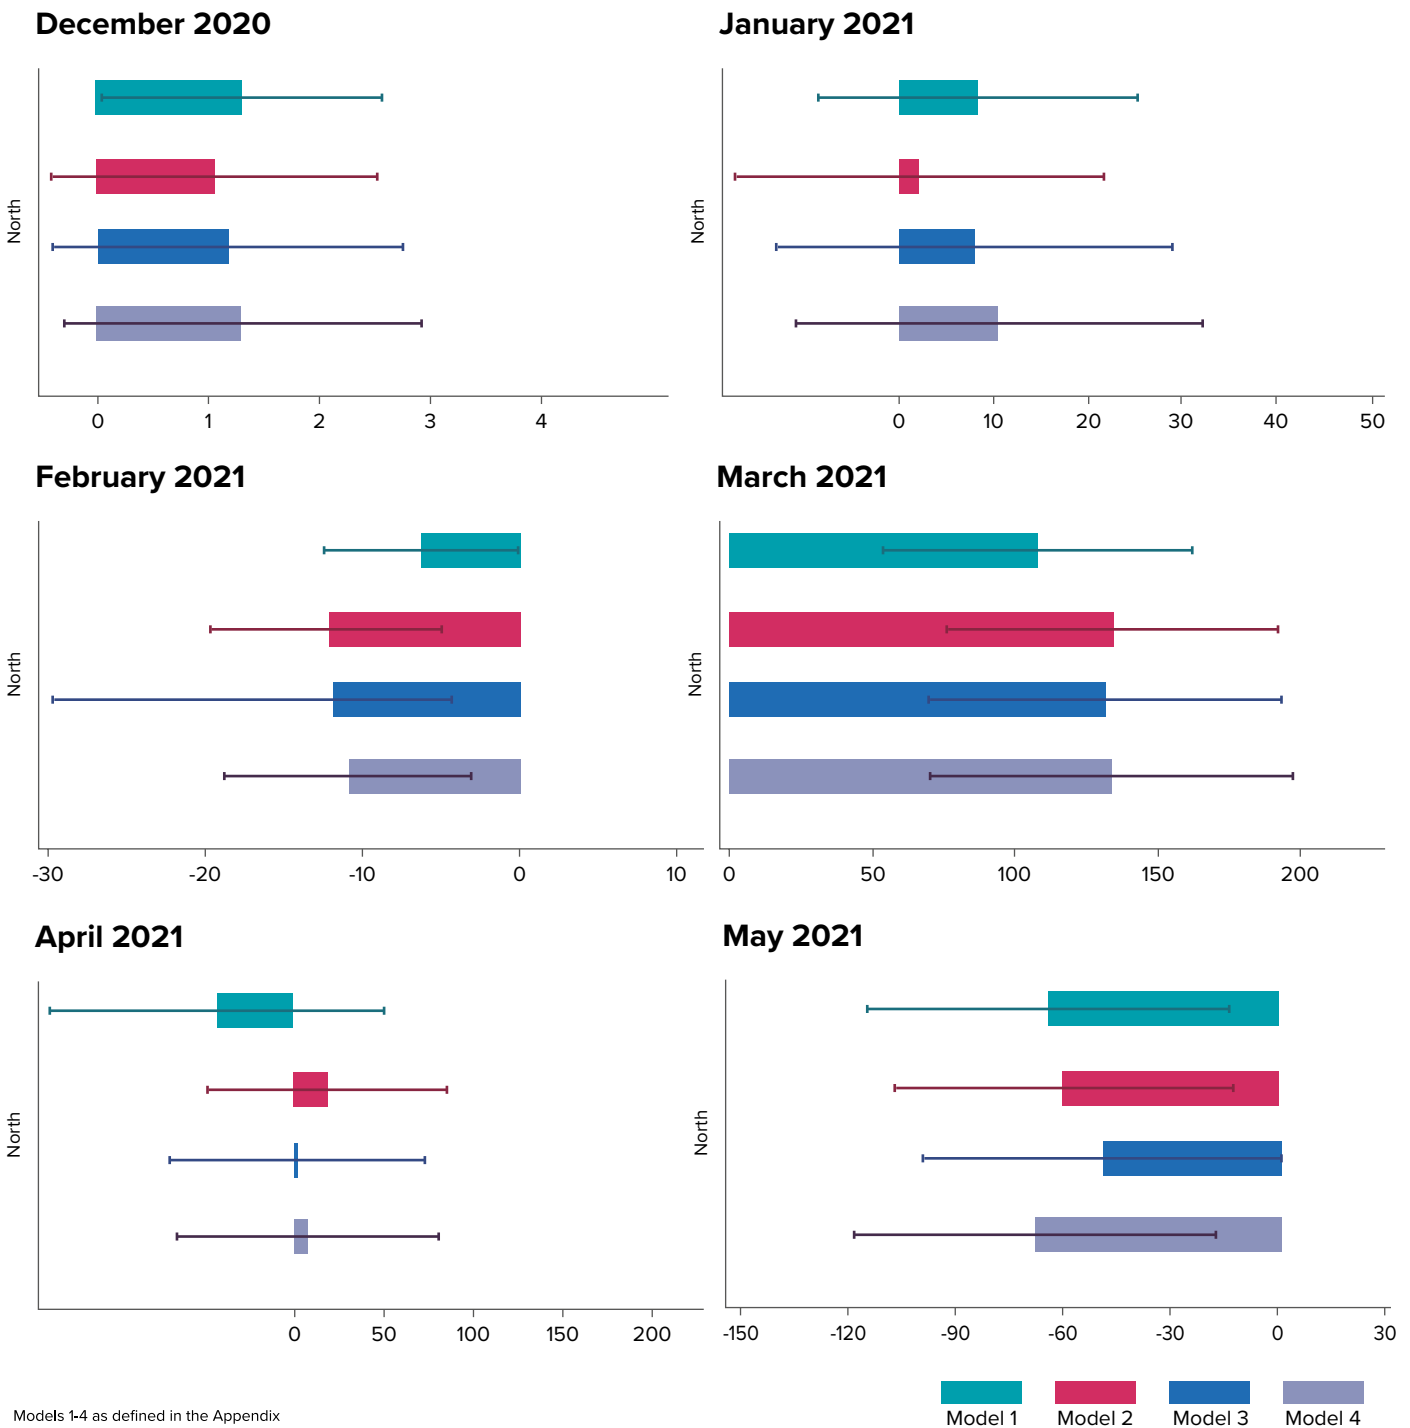 December 2020
North
0 1 2 3 4
January 2021
North
0 10 20 30 40 50
February 2021
North
-30 -20 -10 0 10
March 2021
North
0 50 100 150 200
April 2021
North
0 50 100 150 200
May 2021
North
-150 -120 -90 -60 -30 0 30
Model 1 Model 2 Model 3 Model 4
Models 1-4 as defined in the Appendix